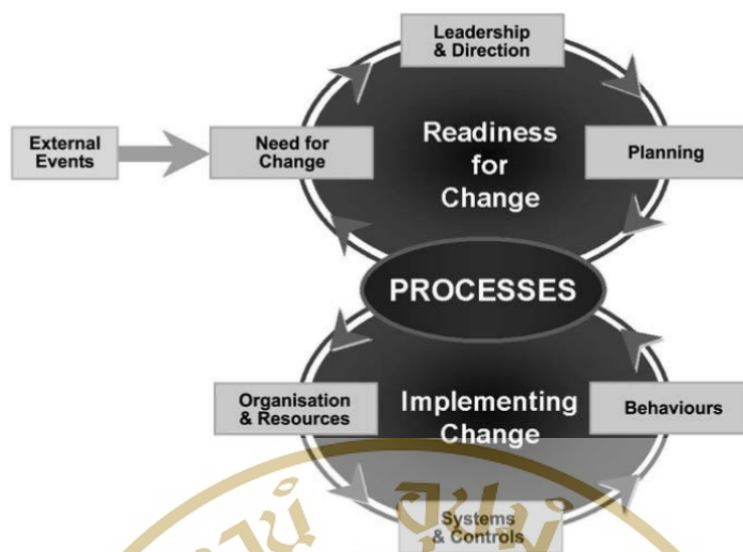 Leadership
& Direction
External
Events
Need for
Change
Readiness
for
Change
Planning
PROCESSES
Organisation
& Resources
Implementing
Change
Behaviours
Systems
& Controls